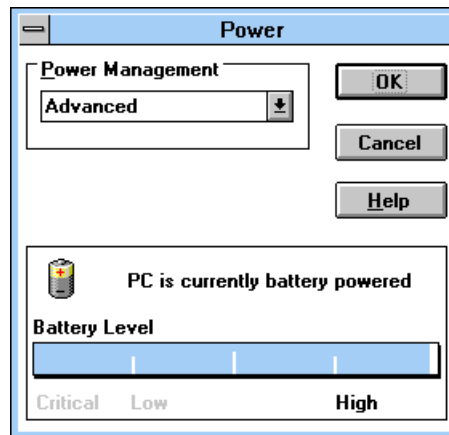 Power
Power Management
Advanced
OK
Cancel
Help
PC is currently battery powered
Battery Level
Critical Low High